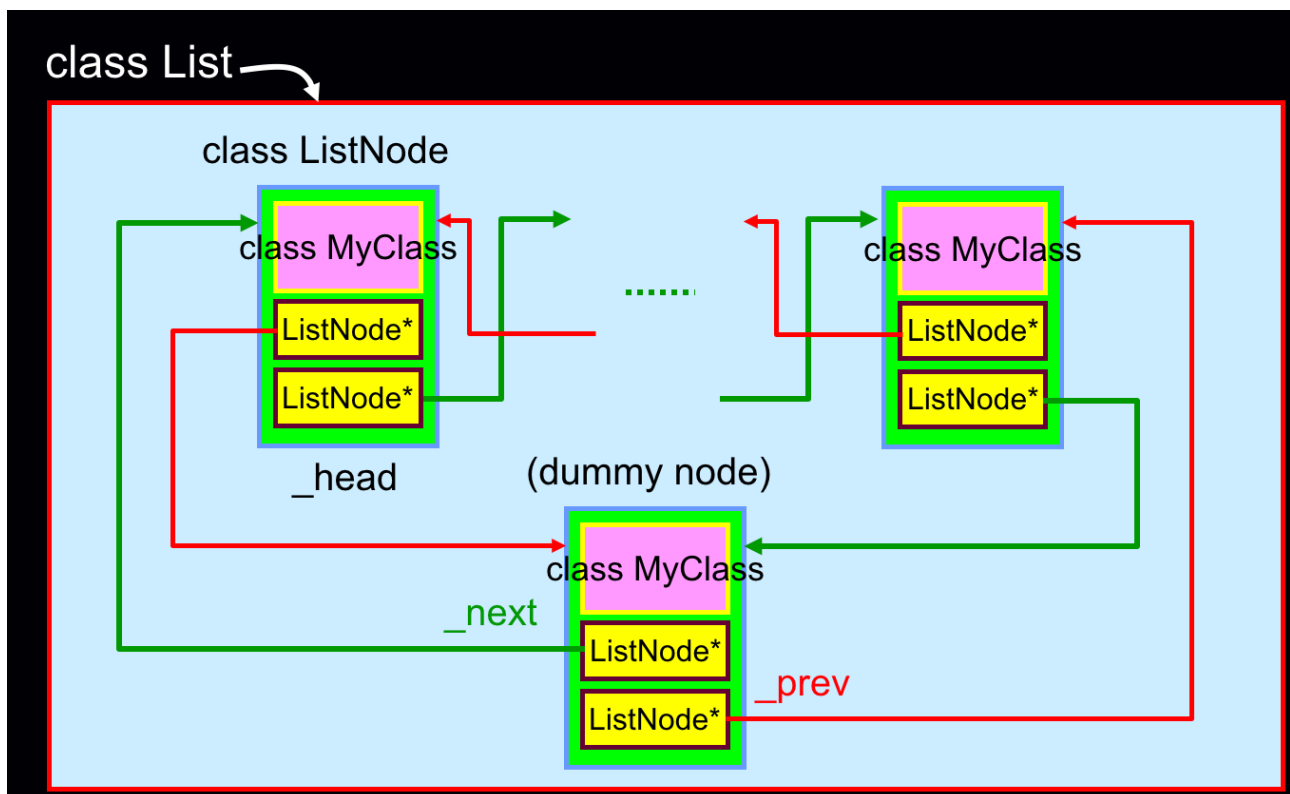 class List
class ListNode
class MyClass
ListNode*
ListNode*
_head
class MyClass
ListNode*
ListNode*
(dummy node)
class MyClass
_next
ListNode*
_prev
ListNode*